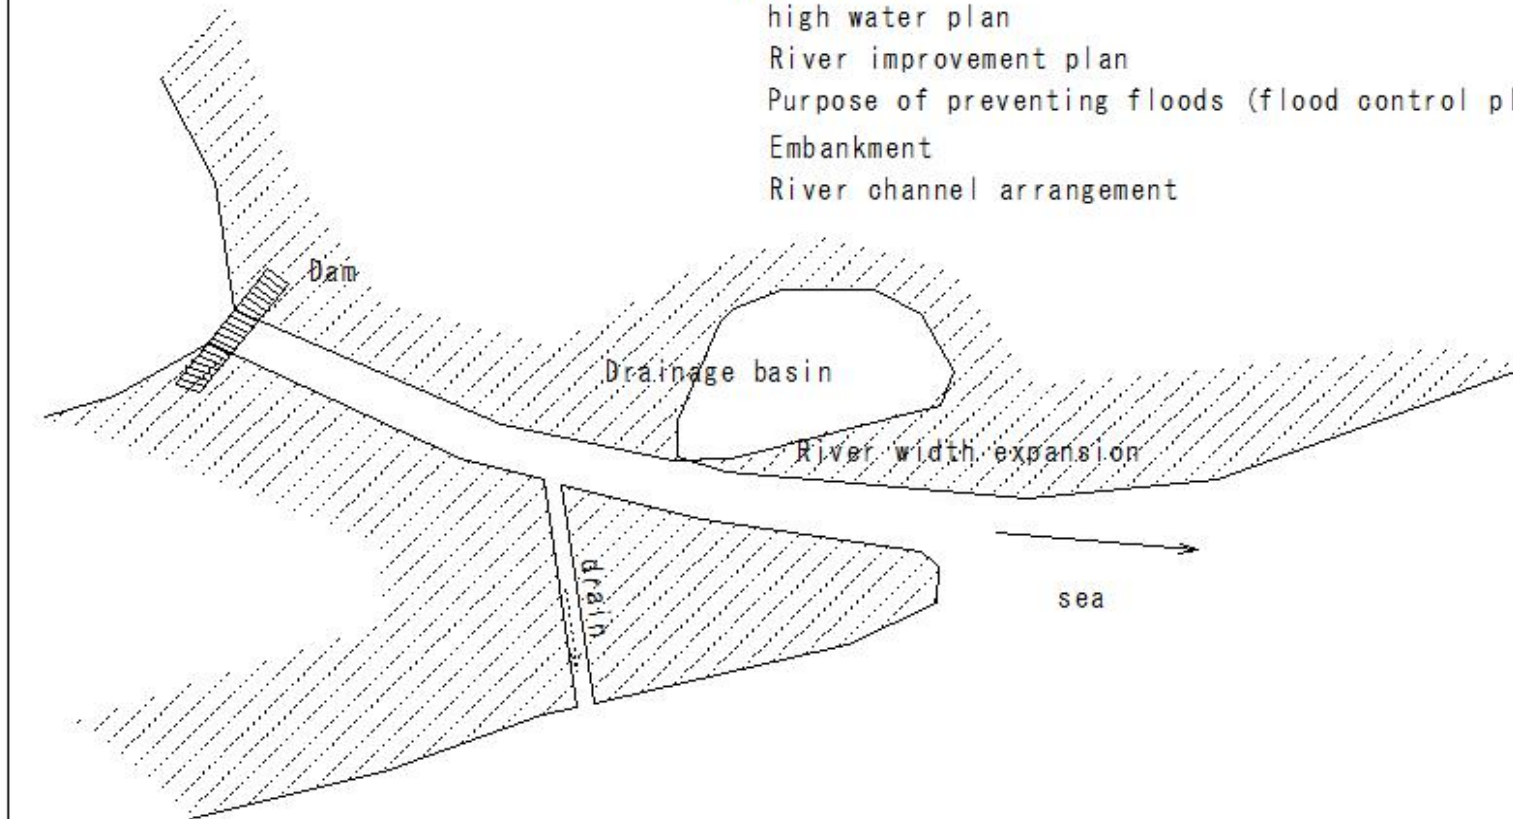 high water plan
River improvement plan
Purpose of preventing floods (flood control pl
Embankment
River channel arrangement
Dam
Drainage basin
River width expansion
drain
sea